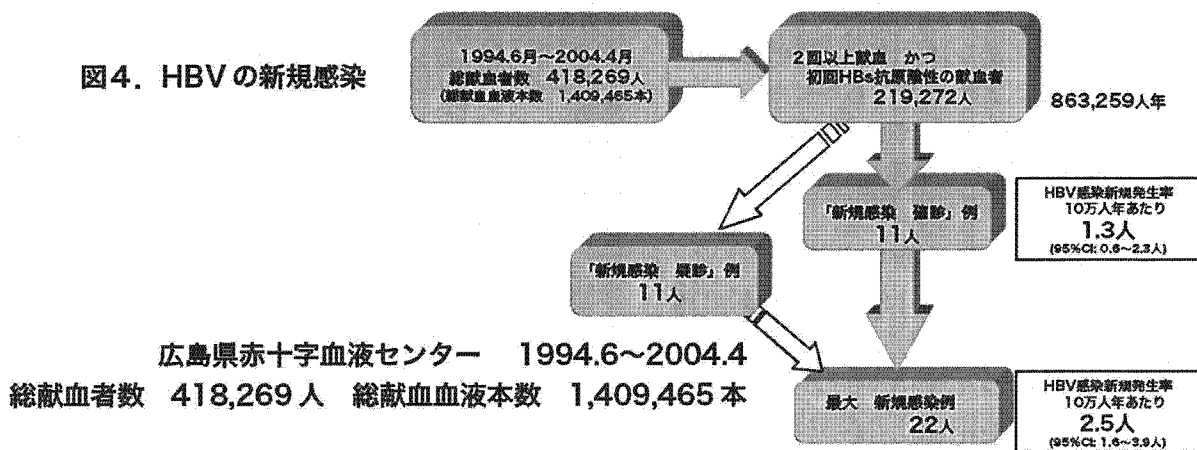 図4. HBVの新規感染
1994.6月~2004.4月
総献血者数 418,269人
(総献血血液本数 1,409,465本)
2回以上献血 かつ
初回HBs抗原陰性の献血者
219,272人
863,259人年
「新規感染 確診」例
11人
HBV感染新規発生率
10万人年あたり
1.3人
(95%CI: 0.6~2.3人)
「新規感染 疑診」例
11人
広島県赤十字血液センター 1994.6~2004.4
総献血者数 418,269人 総献血血液本数 1,409,465本
最大 新規感染例
22人
HBV感染新規発生率
10万人年あたり
2.5人
(95%CI: 1.6~3.9人)